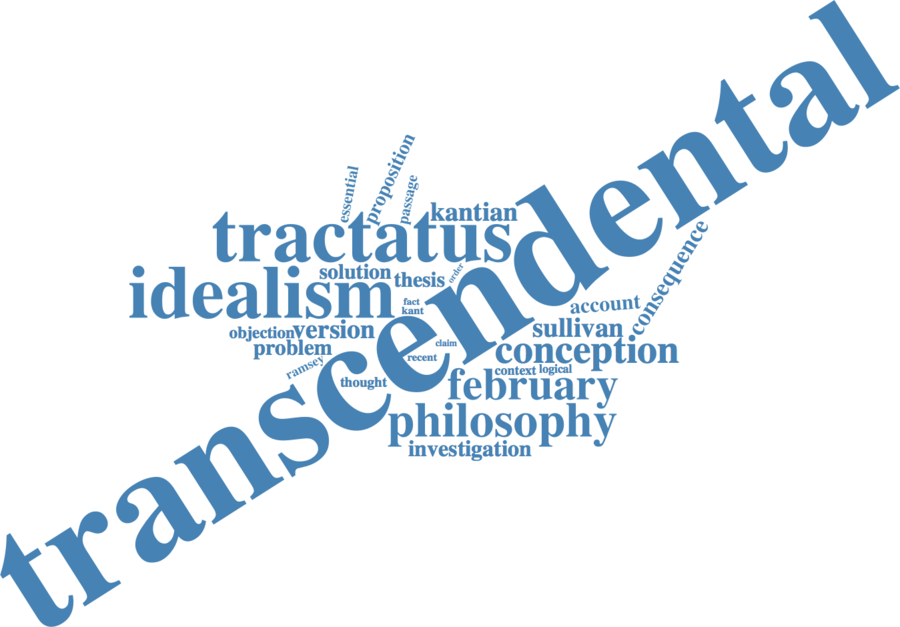 transcendental
essential
proposition
passage
kantian
tractatus
solution
thesis
order
idealism
fact
kant
consequence
account
objection
version
sullivan
claim
problem
recent
conception
ramsey
thought
context
logical
february
philosophy
investigation